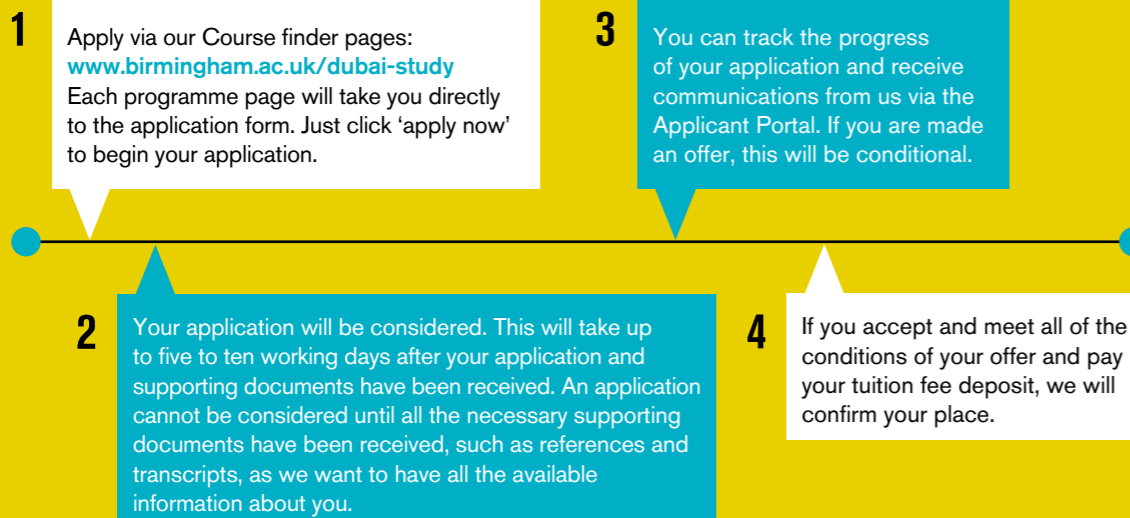 1
Apply via our Course finder pages:
www.birmingham.ac.uk/dubai-study
Each programme page will take you directly
to the application form. Just click ‘apply now’
to begin your application.
2
Your application will be considered. This will take up
to five to ten working days after your application and
supporting documents have been received. An application
cannot be considered until all the necessary supporting
documents have been received, such as references and
transcripts, as we want to have all the available
information about you.
3
You can track the progress
of your application and receive
communications from us via the
Applicant Portal. If you are made
an offer, this will be conditional.
4
If you accept and meet all of the
conditions of your offer and pay
your tuition fee deposit, we will
confirm your place.